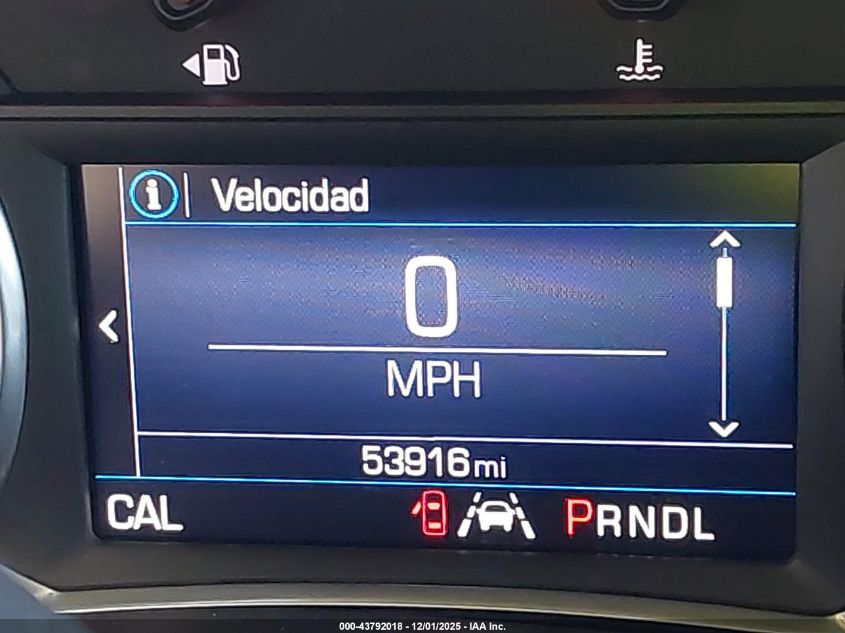 Velocidad
0
MPH
53916 mi
CAL
PRNDL
000-43792018 - 12/01/2025 - IAA Inc.